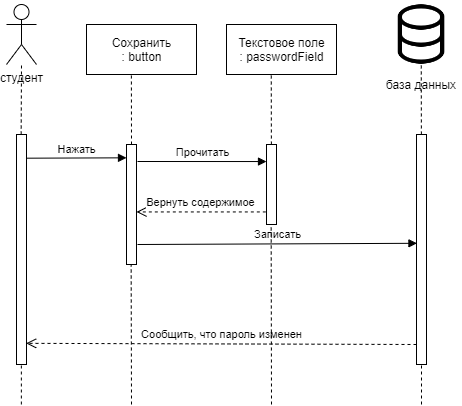 студент
Сохранить
: button
Текстовое поле
: passwordField
база данных
Нажать
Прочитать
Вернуть содержимое
Записать
Сообщить, что пароль изменен